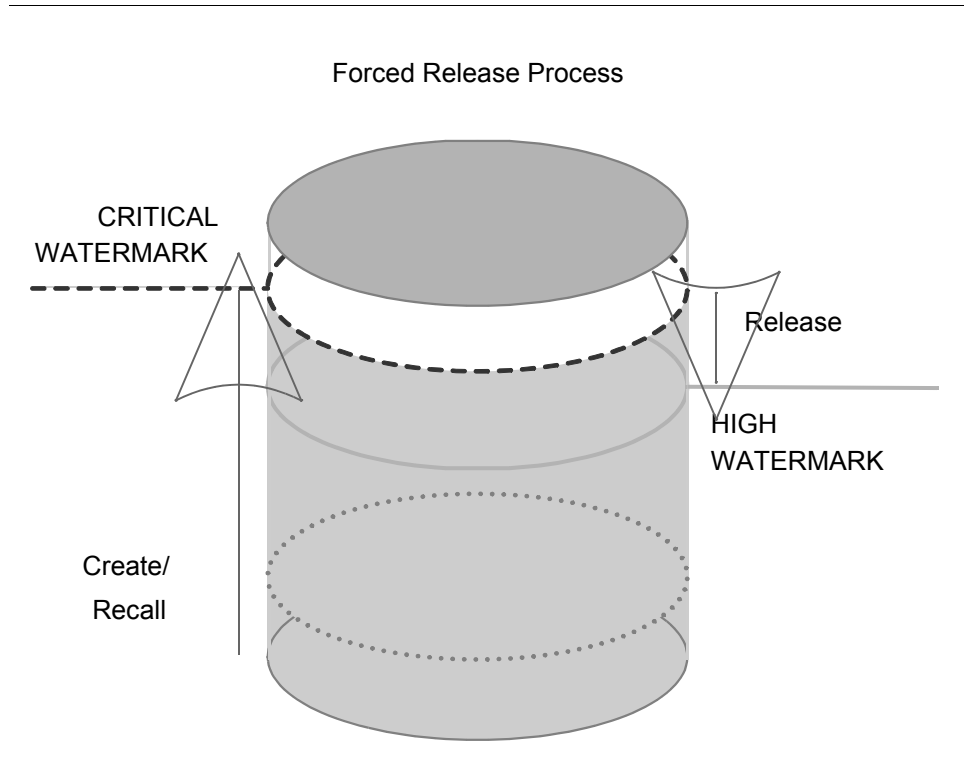 Forced Release Process
CRITICAL
WATERMARK
Release
HIGH
WATERMARK
Create/
Recall